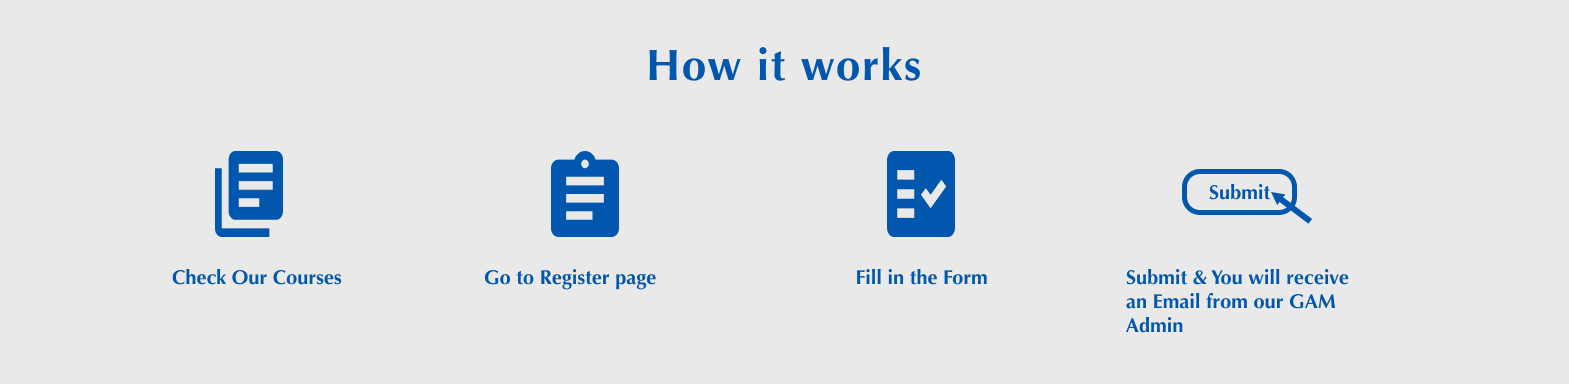 How it works
Submit
Check Our Courses
Go to Register page
Fill in the Form
Submit & You will receive
an Email from our GAM
Admin